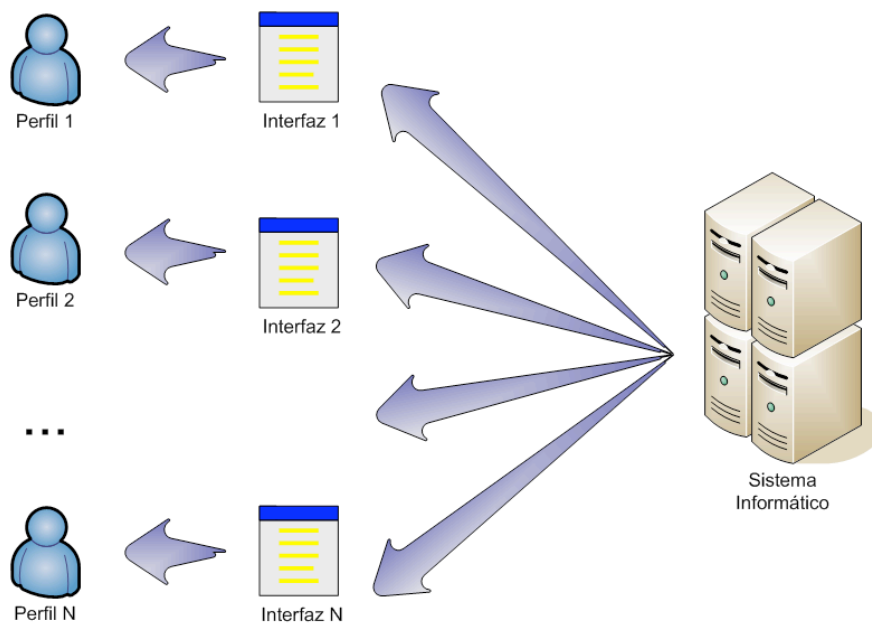 Perfil 1
Interfaz 1
Perfil 2
Interfaz 2
...
Sistema
Informático
Perfil N
Interfaz N